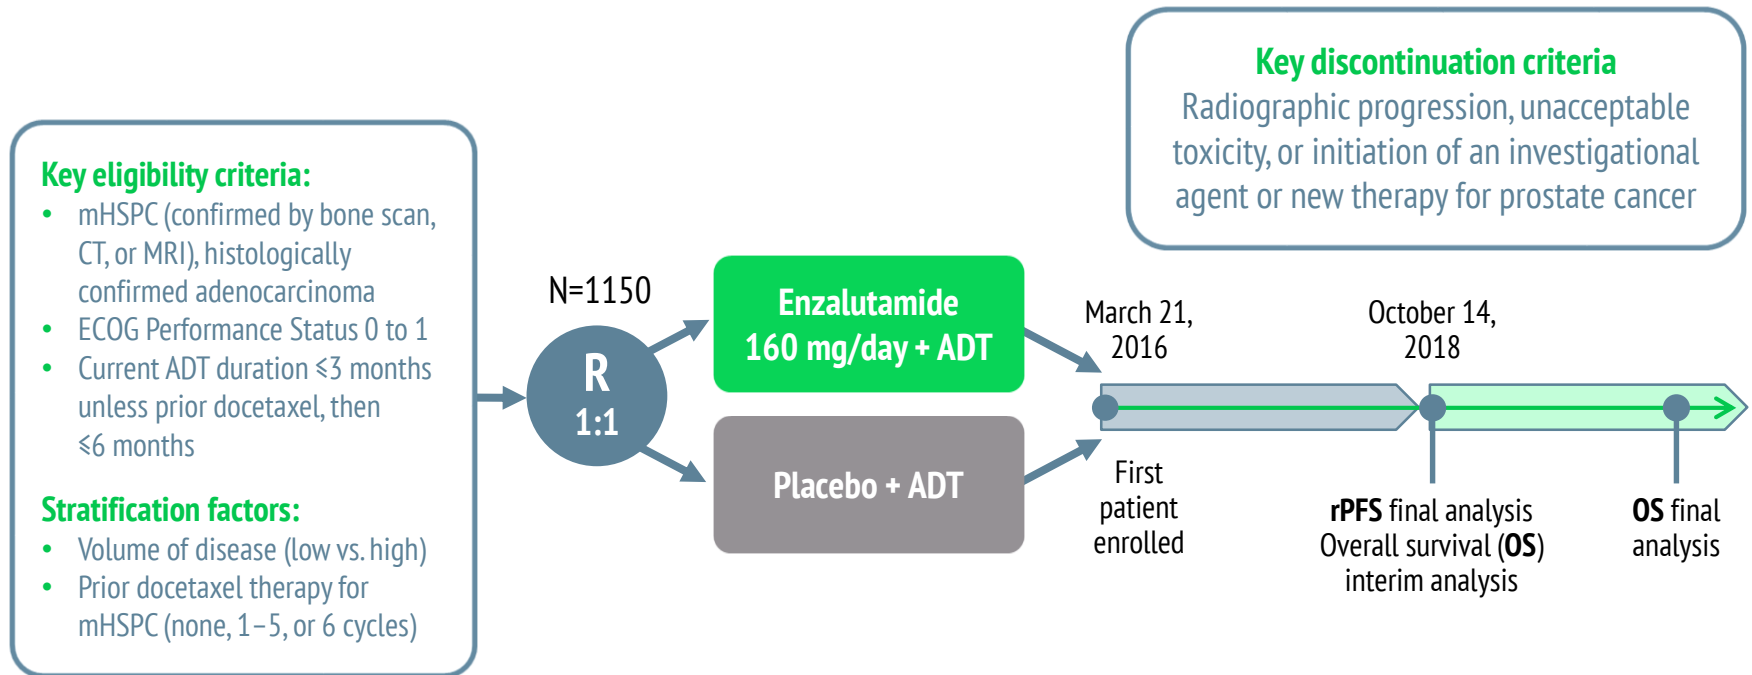 Key eligibility criteria:
• mHSPC (confirmed by bone scan,
CT, or MRI), histologically
confirmed adenocarcinoma
• ECOG Performance Status 0 to 1
• Current ADT duration ⩽3 months
unless prior docetaxel, then
⩽6 months
Stratification factors:
• Volume of disease (low vs. high)
• Prior docetaxel therapy for
mHSPC (none, 1–5, or 6 cycles)
N=1150
R
1:1
Enzalutamide
160 mg/day + ADT
Placebo + ADT
Key discontinuation criteria
Radiographic progression, unacceptable
toxicity, or initiation of an investigational
agent or new therapy for prostate cancer
March 21,
2016
First
patient
enrolled
October 14,
2018
rPFS final analysis
Overall survival (OS)
interim analysis
OS final
analysis